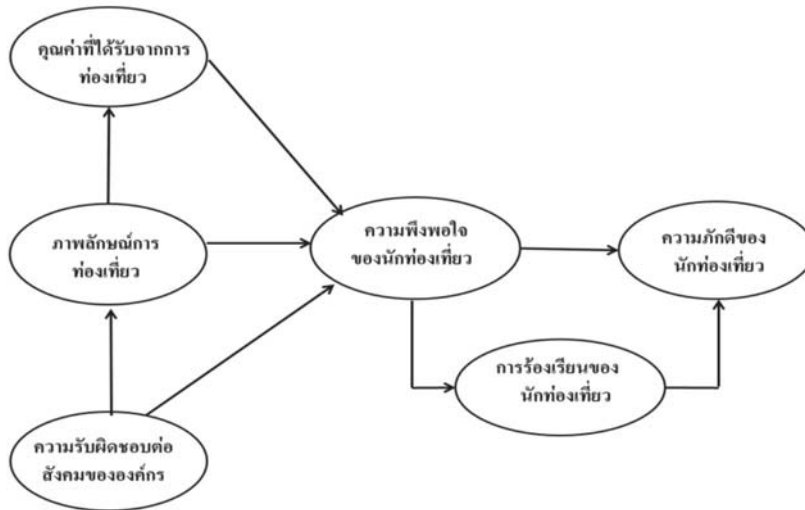 คุณค่าที่ได้รับจากการ
ท่องเที่ยว
ภาพลักษณ์การ
ท่องเที่ยว
ความพึงพอใจ
ของนักท่องเที่ยว
ความภักดีของ
นักท่องเที่ยว
การร้องเรียนของ
นักท่องเที่ยว
ความรับผิดชอบต่อ
สังคมขององค์กร